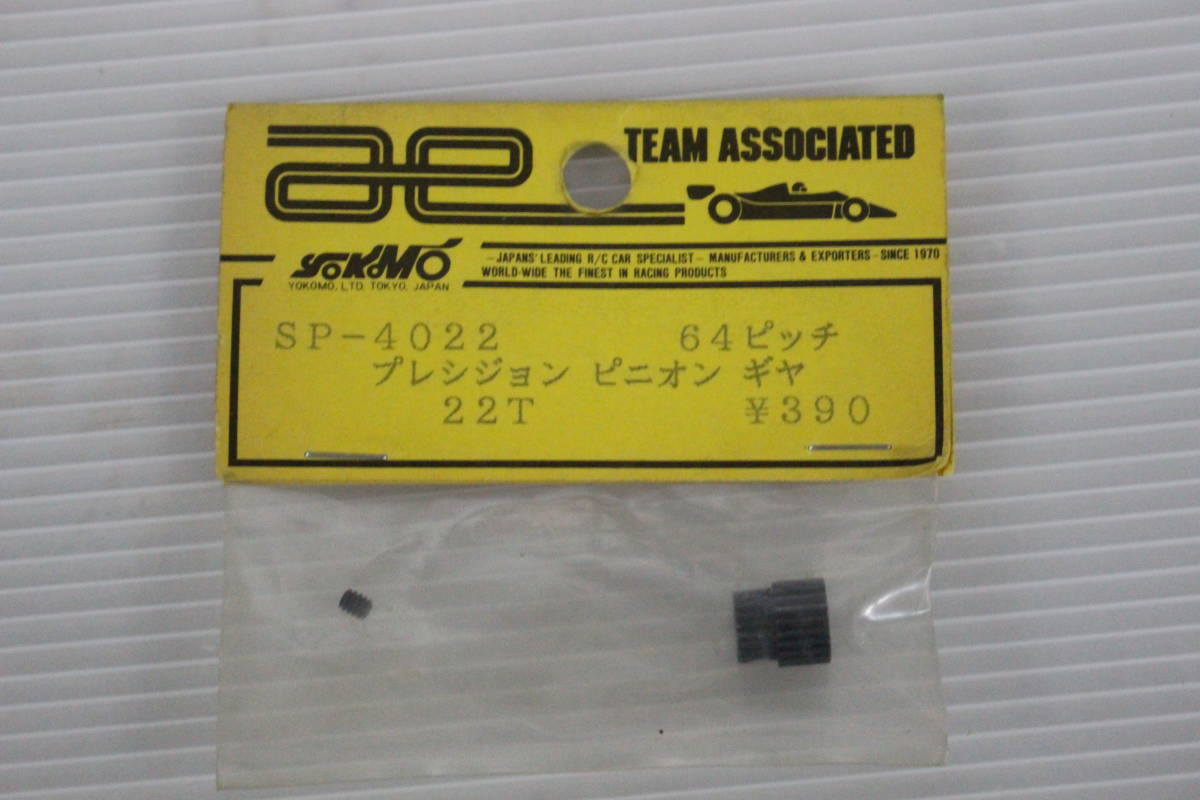 ae TEAM ASSOCIATED
YOKOMO
YOKOMO, LTD. TOKYO, JAPAN
–JAPANS' LEADING R/C CAR SPECIALIST– MANUFACTURERS & EXPORTERS–SINCE 1970
WORLD-WIDE THE FINEST IN RACING PRODUCTS
SP-4022 64ピッチ
プレシジョン ピニオン ギヤ
22T ¥390